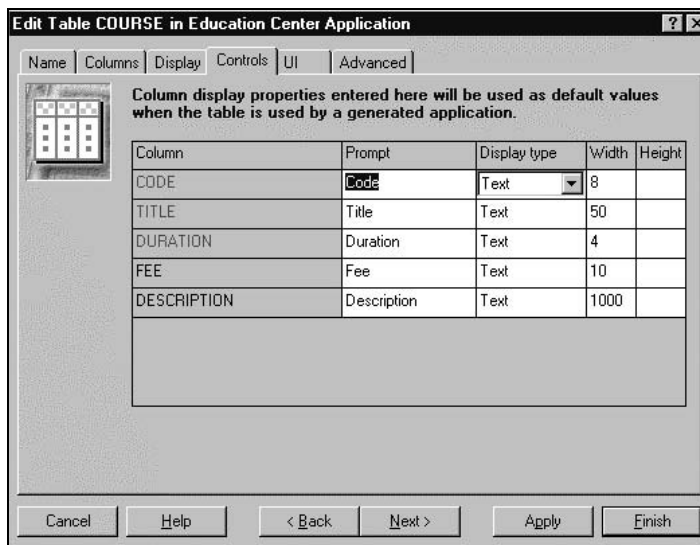 Edit Table COURSE in Education Center Application
Name Columns Display Controls UI Advanced
Column display properties entered here will be used as default values
when the table is used by a generated application.
Column Prompt Display type Width Height
CODE Code Text 8
TITLE Title Text 50
DURATION Duration Text 4
FEE Fee Text 10
DESCRIPTION Description Text 1000
Cancel Help < Back Next > Apply Finish